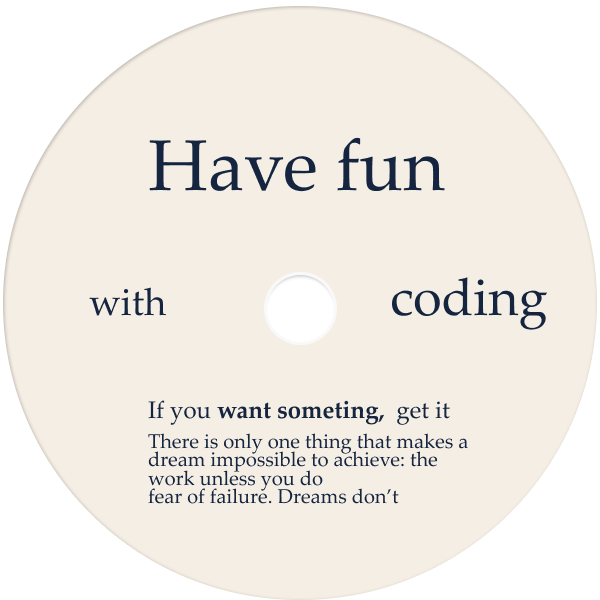 Have fun
with
coding
If you want someting, get it
There is only one thing that makes a
dream impossible to achieve: the
work unless you do
fear of failure. Dreams don’t